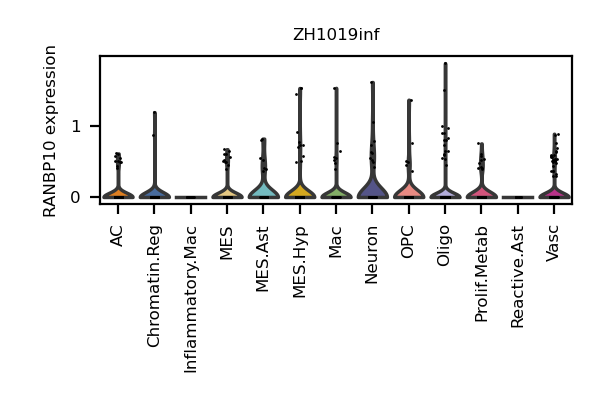 ZH1019inf
RANBP10 expression
1
0
AC
Chromatin.Reg
Inflammatory.Mac
MES
MES.Ast
MES.Hyp
Mac
Neuron
OPC
Oligo
Prolif.Metab
Reactive.Ast
Vasc